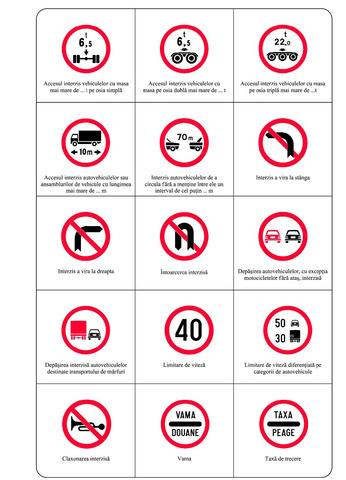 t
6,5
t
6,5
t
22,0
Accesul interzis vehiculelor cu masa
mai mare de ... t pe osia simplă
Accesul interzis vehiculelor cu
masa pe osia dublă mai mare de ... t
Accesul interzis vehiculelor cu masa
pe osia triplă mai mare de ...t
10m
70m
Accesul interzis autovehiculelor sau
ansamblurilor de vehicule cu lungimea
mai mare de ... m
Interzis autovehiculelor de a
circula fără a menține între ele un
interval de cel puțin ... m
Interzis a vira la stânga
Interzis a vira la dreapta
Întoarcerea interzisă
Depășirea autovehiculelor, cu excepția
motocicletelor fără ataș, interzisă
40
50
30
Depășirea interzisă autovehiculelor
destinate transportului de mărfuri
Limitare de viteză
Limitare de viteză diferențiată pe
categorii de autovehicule
VAMA
DOUANE
TAXA
PEAGE
Claxonarea interzisă
Vama
Taxă de trecere